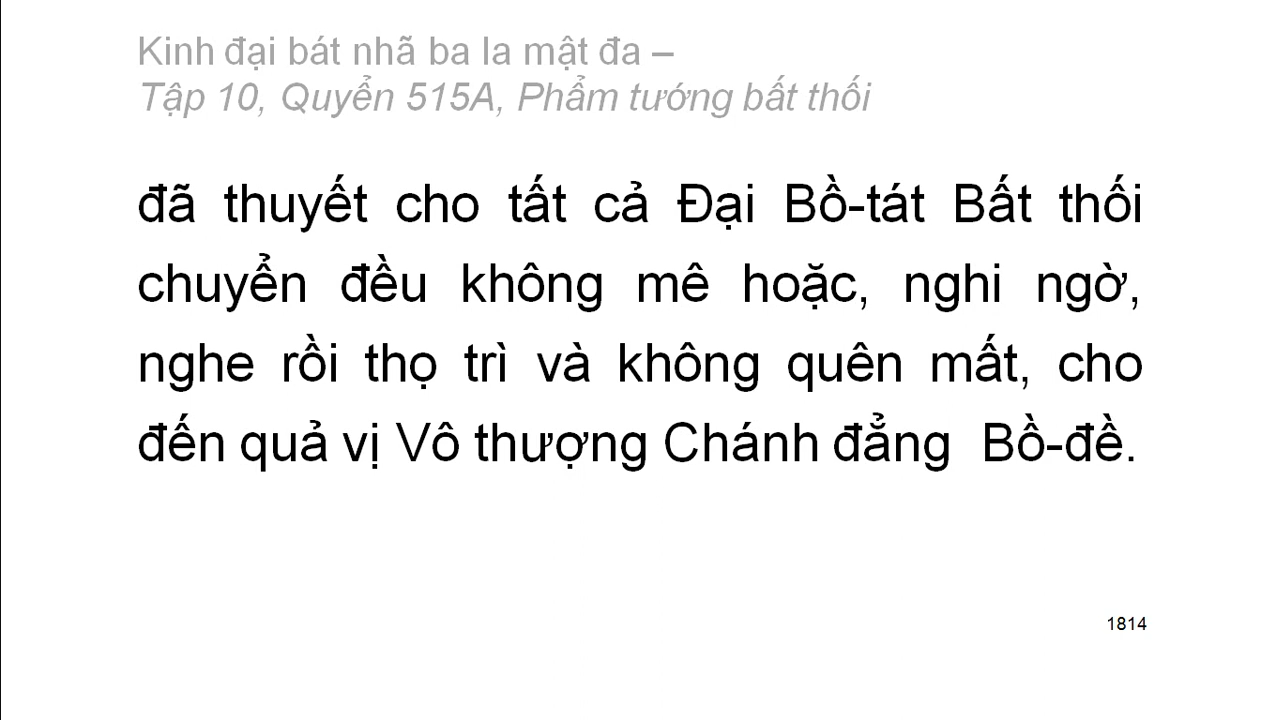 Kinh đại bát nhã ba la mật đa –
Tập 10, Quyển 515A, Phẩm tướng bất thối
đã thuyết cho tất cả Đại Bồ-tát Bất thối
chuyển đều không mê hoặc, nghi ngờ,
nghe rồi thọ trì và không quên mất, cho
đến quả vị Vô thượng Chánh đẳng Bồ-đề.
1814